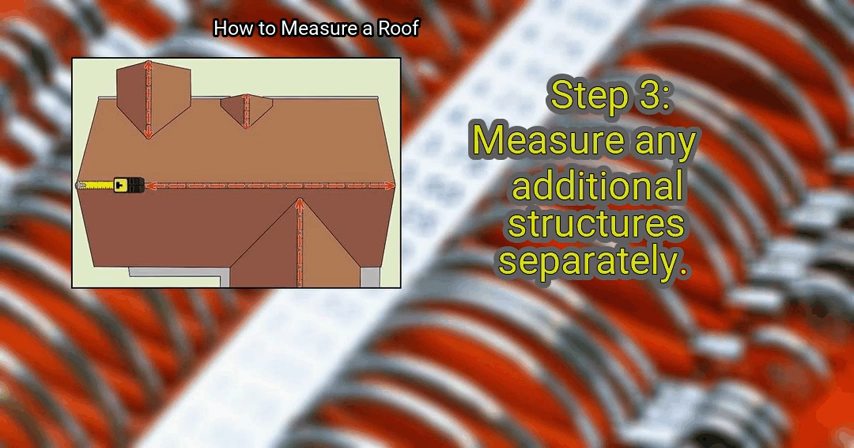 How to Measure a Roof
Step 3:
Measure any
additional
structures
separately.